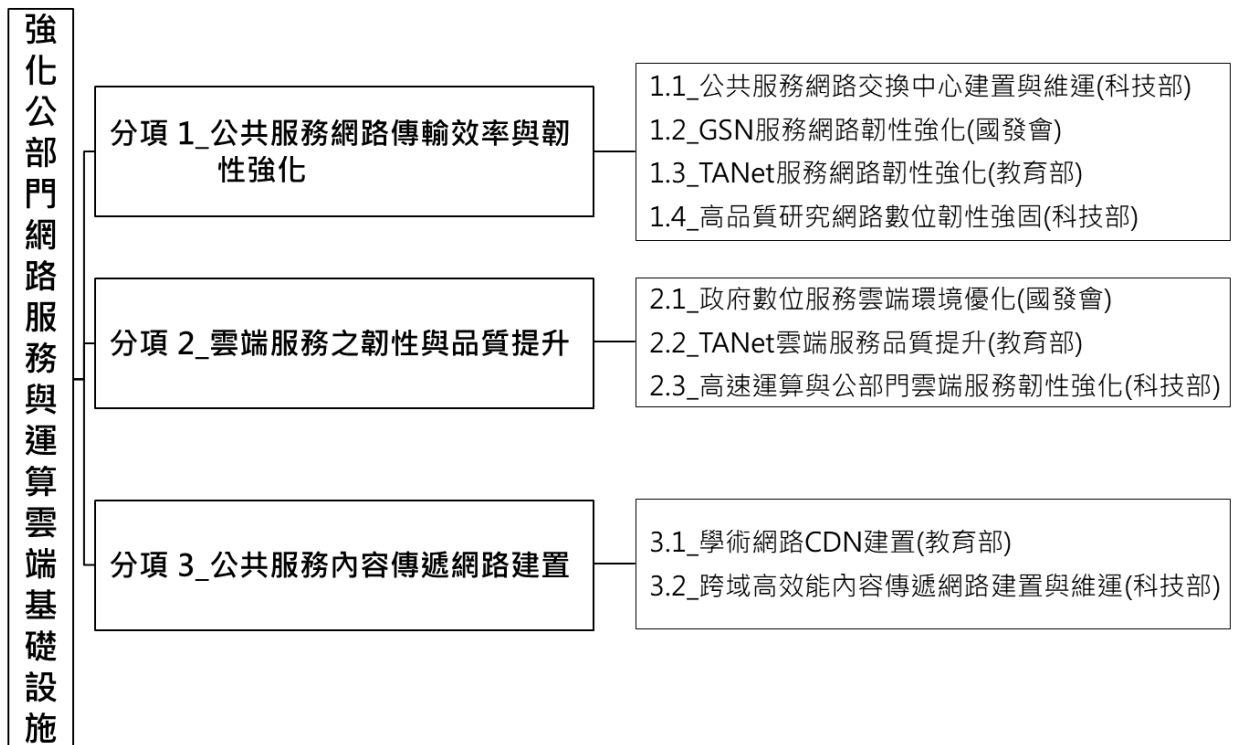 強化公部門網路服務與運算雲端基礎設施
分項 1_公共服務網路傳輸效率與韌
性強化
1.1_公共服務網路交換中心建置與維運(科技部)
1.2_GSN服務網路韌性強化(國發會)
1.3_TANet服務網路韌性強化(教育部)
1.4_高品質研究網路數位韌性強固(科技部)
分項 2_雲端服務之韌性與品質提升
2.1_政府數位服務雲端環境優化(國發會)
2.2_TANet雲端服務品質提升(教育部)
2.3_高速運算與公部門雲端服務韌性強化(科技部)
分項 3_公共服務內容傳遞網路建置
3.1_學術網路CDN建置(教育部)
3.2_跨域高效能內容傳遞網路建置與維運(科技部)